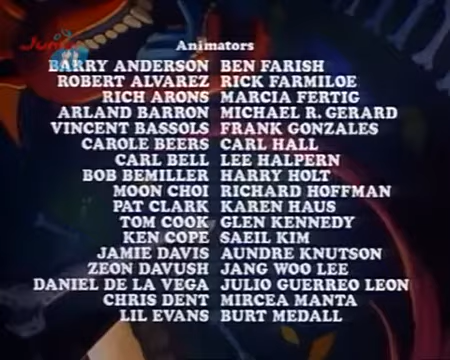 Junior
Animators
BARRY ANDERSON BEN FARISH
ROBERT ALVAREZ RICK FARMILOE
RICH ARONS MARCIA FERTIG
ARLAND BARRON MICHAEL R. GERARD
VINCENT BASSOLS FRANK GONZALES
CAROLE BEERS CARL HALL
CARL BELL LEE HALPERN
BOB BEMILLER HARRY HOLT
MOON CHOI RICHARD HOFFMAN
PAT CLARK KAREN HAUS
TOM COOK GLEN KENNEDY
KEN COPE SAEIL KIM
JAMIE DAVIS AUNDRE KNUTSON
ZEON DAVUSH JANG WOO LEE
DANIEL DE LA VEGA JULIO GUERREO LEON
CHRIS DENT MIRCEA MANTA
LIL EVANS BURT MEDALL